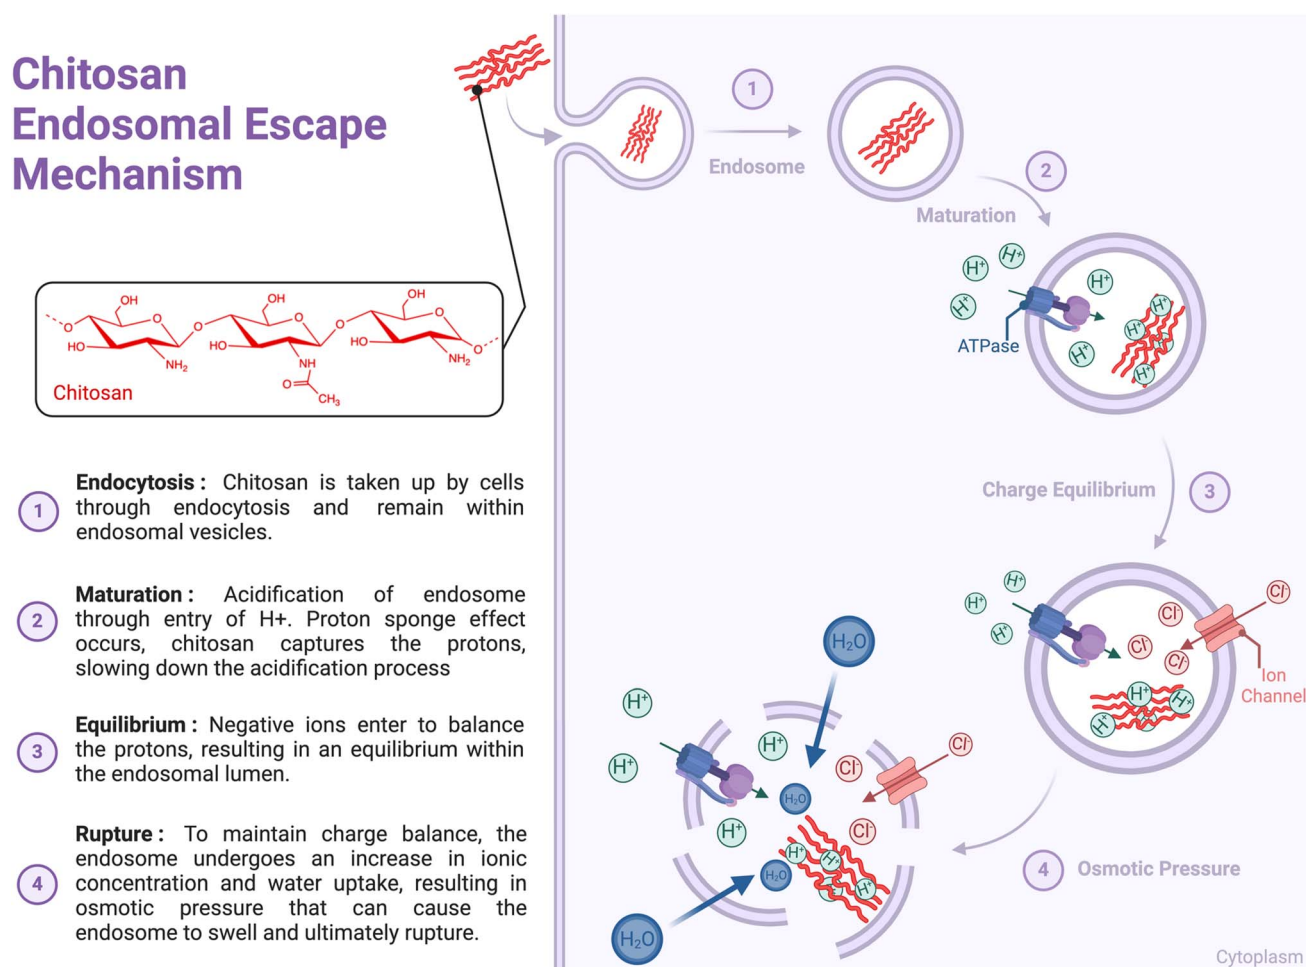 Chitosan
Endosomal Escape
Mechanism
OH
OH
OH
O
O
O
O
O
O
O
HO
HO
HO
NH2
NH
NH2
O
CH3
Chitosan
1
Endocytosis : Chitosan is taken up by cells
through endocytosis and remain within
endosomal vesicles.
2
Maturation : Acidification of endosome
through entry of H+. Proton sponge effect
occurs, chitosan captures the protons,
slowing down the acidification process
3
Equilibrium : Negative ions enter to balance
the protons, resulting in an equilibrium within
the endosomal lumen.
4
Rupture : To maintain charge balance, the
endosome undergoes an increase in ionic
concentration and water uptake, resulting in
osmotic pressure that can cause the
endosome to swell and ultimately rupture.
1
Endosome
2
Maturation
H+
H+
H+
H+
H+
H+
H+
H+
ATPase
Charge Equilibrium
3
H+
H+
H+
Cl-
Cl-
Cl-
Cl-
H+
H+
H+
H+
Ion
Channel
4
Osmotic Pressure
H2O
H+
H+
H+
H+
Cl-
Cl-
Cl-
H2O
H+
H+
H+
H2O
H2O
Cytoplasm